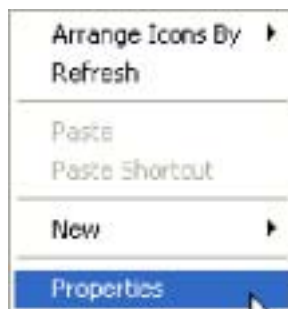 Arrange Icons By
Refresh
Paste
Paste Shortcut
New
Properties